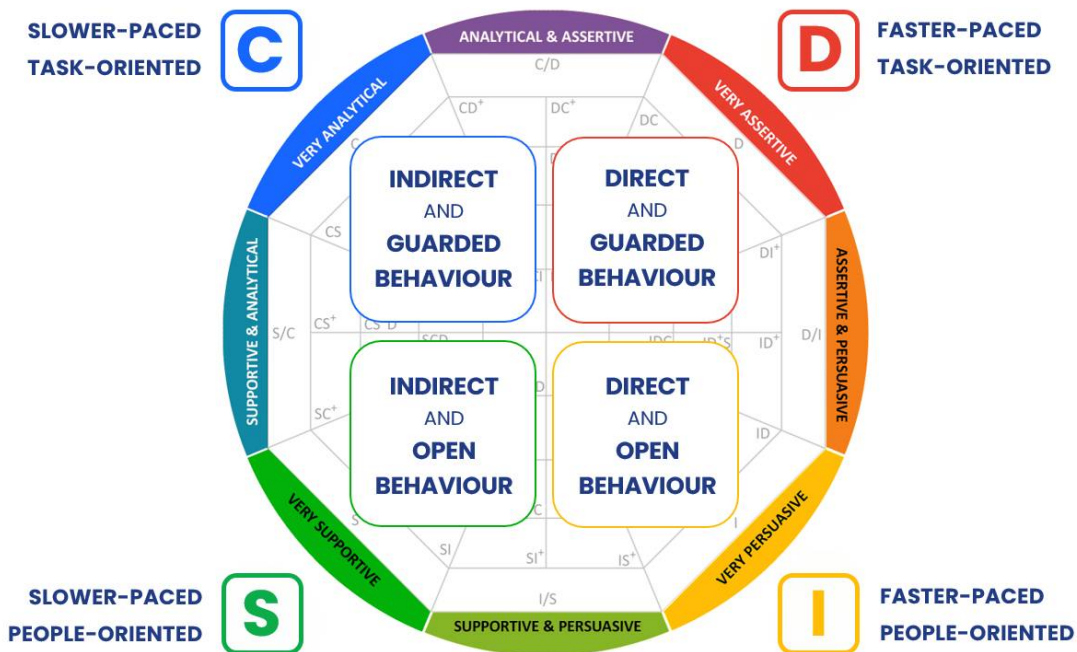 SLOWER-PACED
TASK-ORIENTED
C
ANALYTICAL & ASSERTIVE
D
FASTER-PACED
TASK-ORIENTED
VERY ANALYTICAL
VERY ASSERTIVE
C/D
CD+
DC+
DC
C
D
INDIRECT
AND
GUARDED
BEHAVIOUR
DIRECT
AND
GUARDED
BEHAVIOUR
CS
DI+
SUPPORTIVE & ANALYTICAL
ASSERTIVE & PERSUASIVE
S/C
CS+
ID+
D/I
INDIRECT
AND
OPEN
BEHAVIOUR
DIRECT
AND
OPEN
BEHAVIOUR
SC+
ID
S
I
SI
SI+
IS+
VERY SUPPORTIVE
VERY PERSUASIVE
I/S
SUPPORTIVE & PERSUASIVE
SLOWER-PACED
PEOPLE-ORIENTED
S
I
FASTER-PACED
PEOPLE-ORIENTED